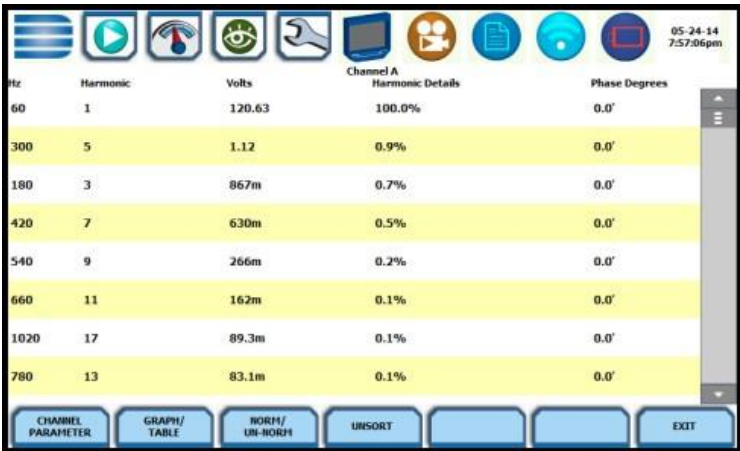 05-24-14
7:57:06pm
Channel A
Hz Harmonic Volts Harmonic Details Phase Degrees
60 1 120.63 100.0% 0.0'
300 5 1.12 0.9% 0.0'
180 3 867m 0.7% 0.0'
420 7 630m 0.5% 0.0'
540 9 266m 0.2% 0.0'
660 11 162m 0.1% 0.0'
1020 17 89.3m 0.1% 0.0'
780 13 83.1m 0.1% 0.0'
CHANNEL
PARAMETER
GRAPH/
TABLE
NORM/
UN-NORM
UNSORT
EXIT